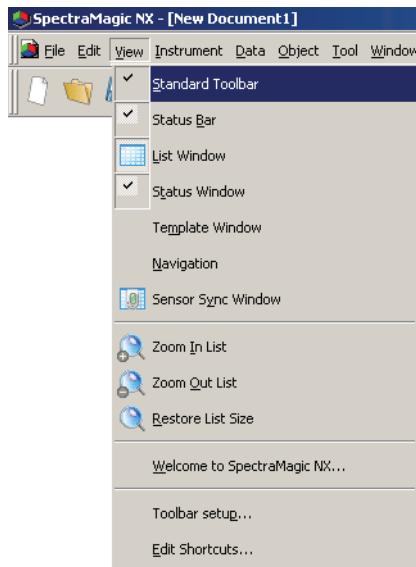 SpectraMagic NX - [New Document1]
File Edit View Instrument Data Object Tool Window
Standard Toolbar
Status Bar
List Window
Status Window
Template Window
Navigation
Sensor Sync Window
Zoom In List
Zoom Out List
Restore List Size
Welcome to SpectraMagic NX...
Toolbar setup...
Edit Shortcuts...